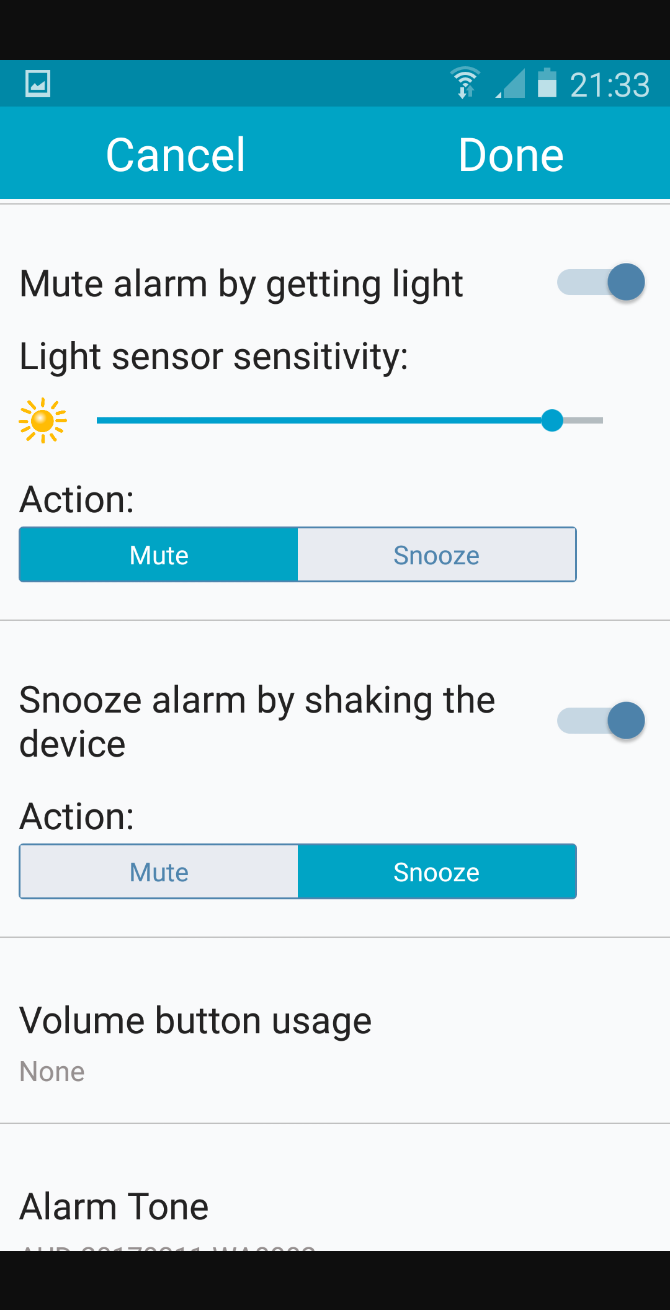 21:33
Cancel Done
Mute alarm by getting light
Light sensor sensitivity:
Action:
Mute Snooze
Snooze alarm by shaking the
device
Action:
Mute Snooze
Volume button usage
None
Alarm Tone